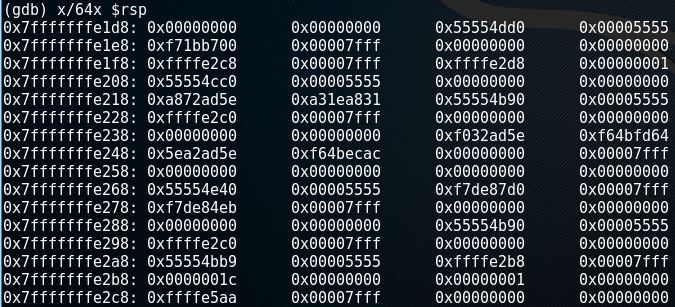 (gdb) x/64x $rsp
0x7fffffffe1d8: 0x00000000 0x00000000 0x55554dd0 0x00005555
0x7fffffffe1e8: 0xf71bb700 0x00007fff 0x00000000 0x00000000
0x7fffffffe1f8: 0xffffe2c8 0x00007fff 0xffffe2d8 0x00000001
0x7fffffffe208: 0x55554cc0 0x00005555 0x00000000 0x00000000
0x7fffffffe218: 0xa872ad5e 0xa31ea831 0x55554b90 0x00005555
0x7fffffffe228: 0xffffe2c0 0x00007fff 0x00000000 0x00000000
0x7fffffffe238: 0x00000000 0x00000000 0xf032ad5e 0xf64bfd64
0x7fffffffe248: 0x5ea2ad5e 0xf64becac 0x00000000 0x00007fff
0x7fffffffe258: 0x00000000 0x00000000 0x00000000 0x00000000
0x7fffffffe268: 0x55554e40 0x00005555 0xf7de87d0 0x00007fff
0x7fffffffe278: 0xf7de84eb 0x00007fff 0x00000000 0x00000000
0x7fffffffe288: 0x00000000 0x00000000 0x55554b90 0x00005555
0x7fffffffe298: 0xffffe2c0 0x00007fff 0x00000000 0x00000000
0x7fffffffe2a8: 0x55554bb9 0x00005555 0xffffe2b8 0x00007fff
0x7fffffffe2b8: 0x0000001c 0x00000000 0x00000001 0x00000000
0x7fffffffe2c8: 0xffffe5aa 0x00007fff 0x00000000 0x00000000